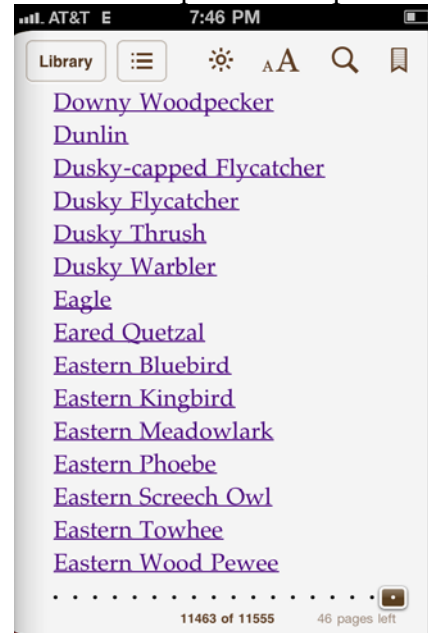 AT&T E 7:46 PM
Library AA
Downy Woodpecker
Dunlin
Dusky-capped Flycatcher
Dusky Flycatcher
Dusky Thrush
Dusky Warbler
Eagle
Eared Quetzal
Eastern Bluebird
Eastern Kingbird
Eastern Meadowlark
Eastern Phoebe
Eastern Screech Owl
Eastern Towhee
Eastern Wood Pewee
11463 of 11555 46 pages left